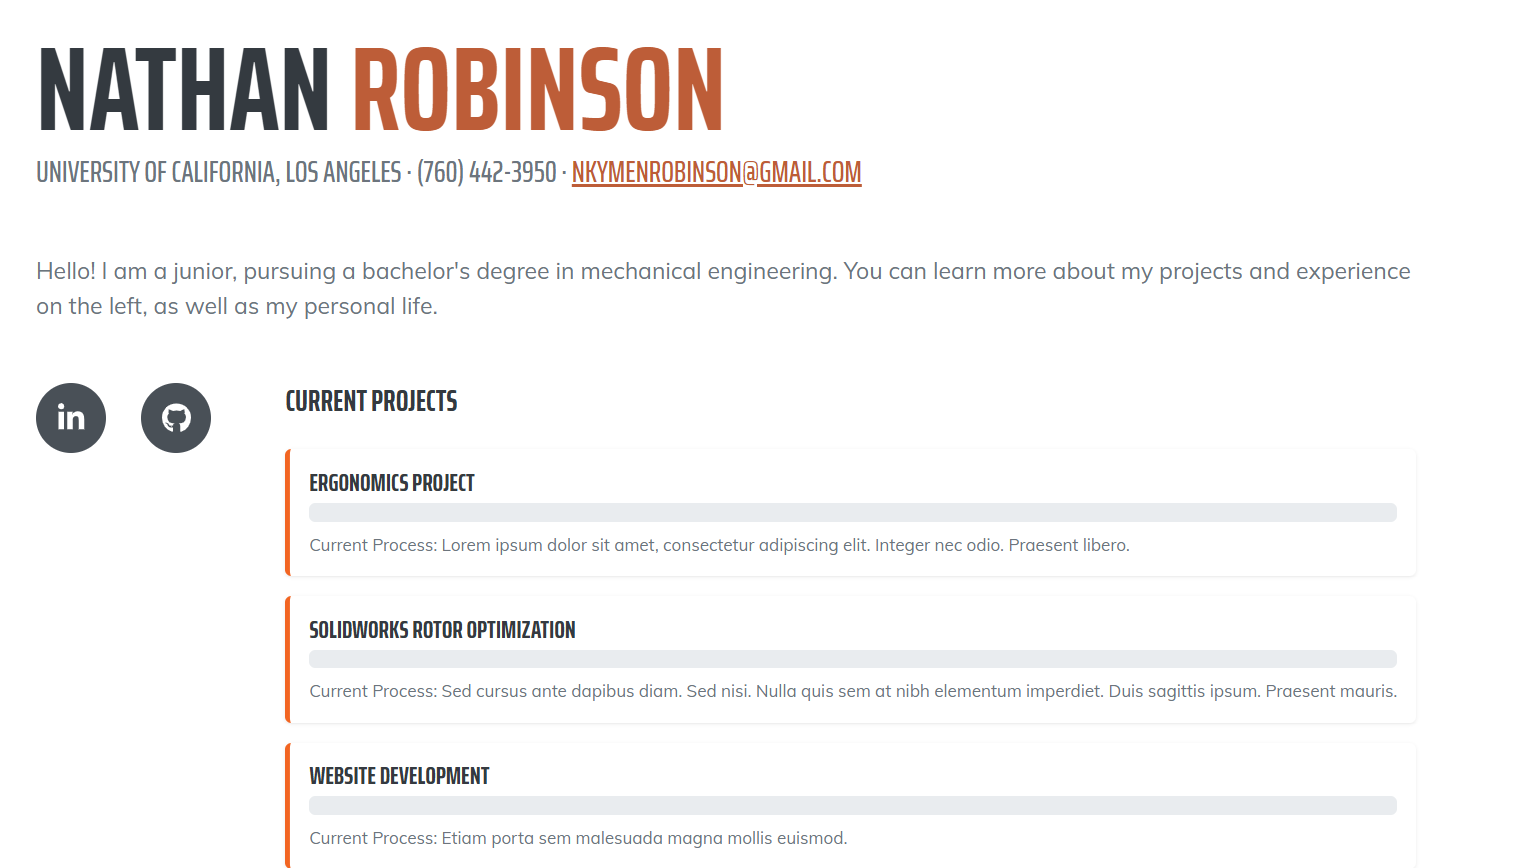 NATHAN ROBINSON
UNIVERSITY OF CALIFORNIA, LOS ANGELES · (760) 442-3950 · NKYMENROBINSON@GMAIL.COM
Hello! I am a junior, pursuing a bachelor's degree in mechanical engineering. You can learn more about my projects and experience
on the left, as well as my personal life.
in
CURRENT PROJECTS
ERGONOMICS PROJECT
Current Process: Lorem ipsum dolor sit amet, consectetur adipiscing elit. Integer nec odio. Praesent libero.
SOLIDWORKS ROTOR OPTIMIZATION
Current Process: Sed cursus ante dapibus diam. Sed nisi. Nulla quis sem at nibh elementum imperdiet. Duis sagittis ipsum. Praesent mauris.
WEBSITE DEVELOPMENT
Current Process: Etiam porta sem malesuada magna mollis euismod.